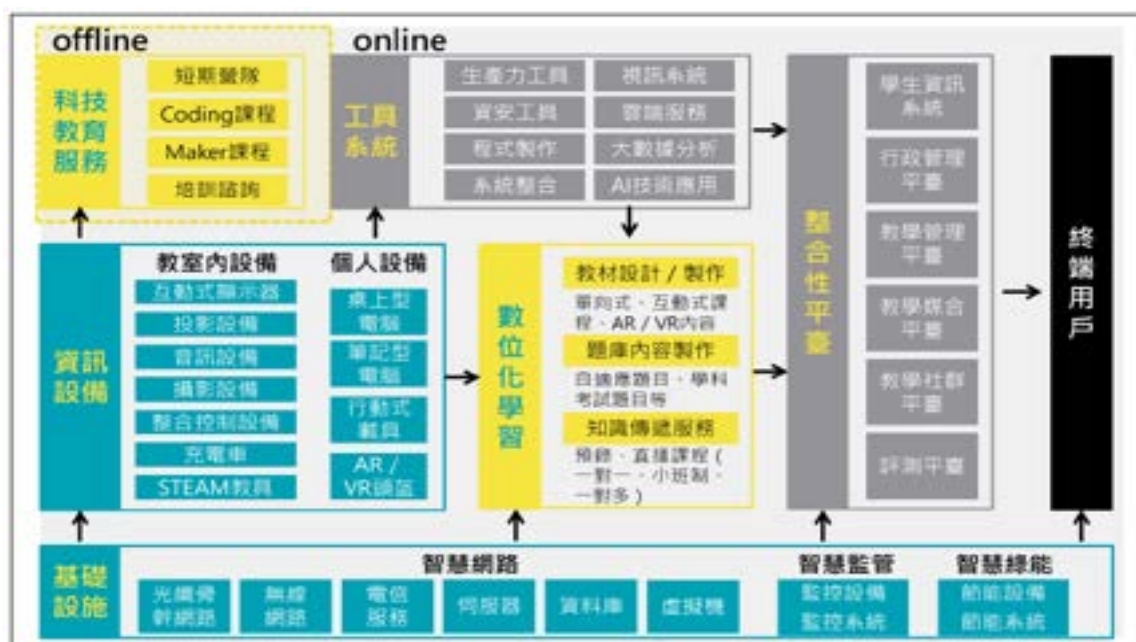 offline
online
科技
教育
服務
短期營隊
Coding課程
Maker課程
培訓諮詢
工具
系統
生產力工具
視訊系統
資安工具
雲端服務
程式製作
大數據分析
系統整合
AI技術應用
資訊
設備
教室內設備
互動式顯示器
投影設備
音訊設備
攝影設備
整合控制設備
充電車
STEAM教具
個人設備
桌上型
電腦
筆記型
電腦
行動式
載具
AR /
VR頭盔
數位化學習
教材設計 / 製作
單向式、互動式課
程、AR / VR內容
題庫內容製作
自適應題目、學科
考試題目等
知識傳遞服務
預錄、直播課程 (
一對一、小班制、
一對多 )
整合性平臺
學生資訊
系統
行政管理
平臺
教學管理
平臺
教學媒合
平臺
教學社群
平臺
評測平臺
終端用戶
基礎
設施
智慧網路
光纖骨
幹網路
無線
網路
電信
服務
伺服器
資料庫
虛擬機
智慧監管
監控設備
監控系統
智慧綠能
節能設備
節能系統